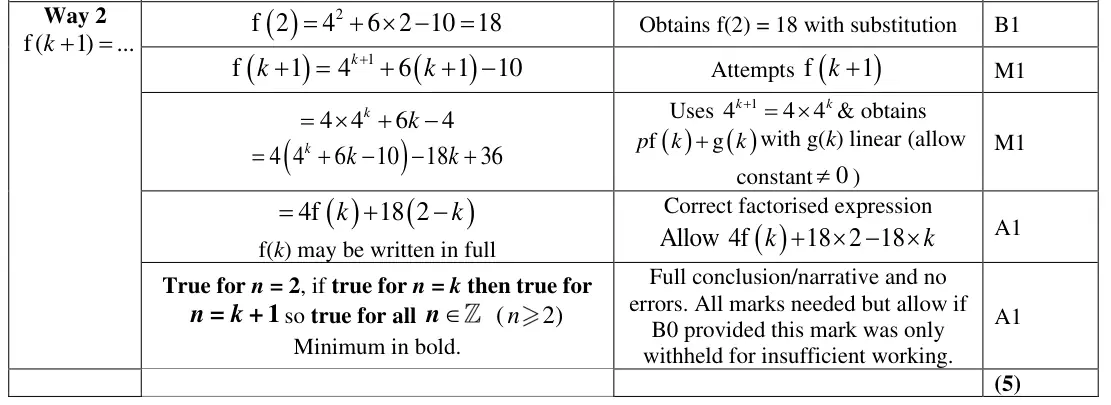 Way 2
f(k+1)=...
f(2)=4²+6×2−10=18
Obtains f(2) = 18 with substitution
B1
f(k+1)=4ᵏ⁺¹+6(k+1)−10
Attempts f(k+1)
M1
=4×4ᵏ+6k−4
=4(4ᵏ+6k−10)−18k+36
Uses 4ᵏ⁺¹=4×4ᵏ & obtains
pf(k)+g(k) with g(k) linear (allow
constant≠0)
M1
=4f(k)+18(2−k)
f(k) may be written in full
Correct factorised expression
Allow 4f(k)+18×2−18×k
A1
True for n = 2, if true for n = k then true for
n = k + 1 so true for all n∈ℤ (n⩾2)
Minimum in bold.
Full conclusion/narrative and no
errors. All marks needed but allow if
B0 provided this mark was only
withheld for insufficient working.
A1
(5)